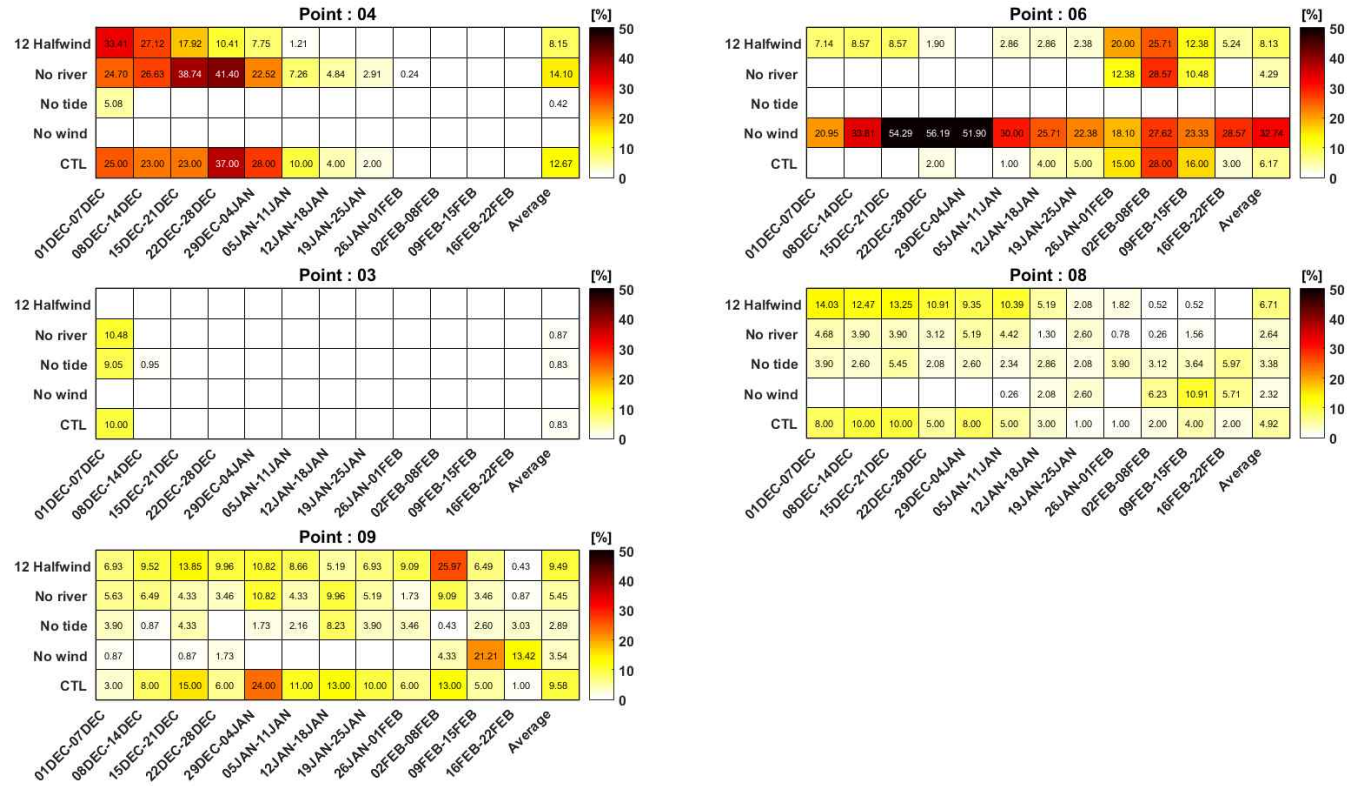 Point : 04
[%]
12 Halfwind 33.41 27.12 17.92 10.41 7.75 1.21 8.15
No river 24.70 26.63 38.74 41.40 22.52 7.26 4.84 2.91 0.24 14.10
No tide 5.08 0.42
No wind
CTL 25.00 23.00 23.00 37.00 28.00 10.00 4.00 2.00 12.67
50
40
30
20
10
0
01DEC-07DEC 08DEC-14DEC 15DEC-21DEC 22DEC-28DEC 29DEC-04JAN 05JAN-11JAN 12JAN-18JAN 19JAN-25JAN 26JAN-01FEB 02FEB-08FEB 09FEB-15FEB 16FEB-22FEB Average
Point : 06
[%]
12 Halfwind 7.14 8.57 8.57 1.90 2.86 2.86 2.38 20.00 25.71 12.38 5.24 8.13
No river 12.38 28.57 10.48 4.29
No tide
No wind 20.95 33.81 54.29 56.19 51.90 30.00 25.71 22.38 18.10 27.62 23.33 28.57 32.74
CTL 2.00 1.00 4.00 5.00 15.00 28.00 16.00 3.00 6.17
50
40
30
20
10
0
01DEC-07DEC 08DEC-14DEC 15DEC-21DEC 22DEC-28DEC 29DEC-04JAN 05JAN-11JAN 12JAN-18JAN 19JAN-25JAN 26JAN-01FEB 02FEB-08FEB 09FEB-15FEB 16FEB-22FEB Average
Point : 03
[%]
12 Halfwind
No river 10.48 0.87
No tide 9.05 0.95 0.83
No wind
CTL 10.00 0.83
50
40
30
20
10
0
01DEC-07DEC 08DEC-14DEC 15DEC-21DEC 22DEC-28DEC 29DEC-04JAN 05JAN-11JAN 12JAN-18JAN 19JAN-25JAN 26JAN-01FEB 02FEB-08FEB 09FEB-15FEB 16FEB-22FEB Average
Point : 08
[%]
12 Halfwind 14.03 12.47 13.25 10.91 9.35 10.39 5.19 2.08 1.82 0.52 0.52 6.71
No river 4.68 3.90 3.90 3.12 5.19 4.42 1.30 2.60 0.78 0.26 1.56 2.64
No tide 3.90 2.60 5.45 2.08 2.60 2.34 2.86 2.08 3.90 3.12 3.64 5.97 3.38
No wind 0.26 2.08 2.60 6.23 10.91 5.71 2.32
CTL 8.00 10.00 10.00 5.00 8.00 5.00 3.00 1.00 1.00 2.00 4.00 2.00 4.92
50
40
30
20
10
0
01DEC-07DEC 08DEC-14DEC 15DEC-21DEC 22DEC-28DEC 29DEC-04JAN 05JAN-11JAN 12JAN-18JAN 19JAN-25JAN 26JAN-01FEB 02FEB-08FEB 09FEB-15FEB 16FEB-22FEB Average
Point : 09
[%]
12 Halfwind 6.93 9.52 13.85 9.96 10.82 8.66 5.19 6.93 9.09 25.97 6.49 0.43 9.49
No river 5.63 6.49 4.33 3.46 10.82 4.33 9.96 5.19 1.73 9.09 3.46 0.87 5.45
No tide 3.90 0.87 4.33 1.73 2.16 8.23 3.90 3.46 0.43 2.60 3.03 2.89
No wind 0.87 0.87 1.73 4.33 21.21 13.42 3.54
CTL 3.00 8.00 15.00 6.00 24.00 11.00 13.00 10.00 6.00 13.00 5.00 1.00 9.58
50
40
30
20
10
0
01DEC-07DEC 08DEC-14DEC 15DEC-21DEC 22DEC-28DEC 29DEC-04JAN 05JAN-11JAN 12JAN-18JAN 19JAN-25JAN 26JAN-01FEB 02FEB-08FEB 09FEB-15FEB 16FEB-22FEB Average